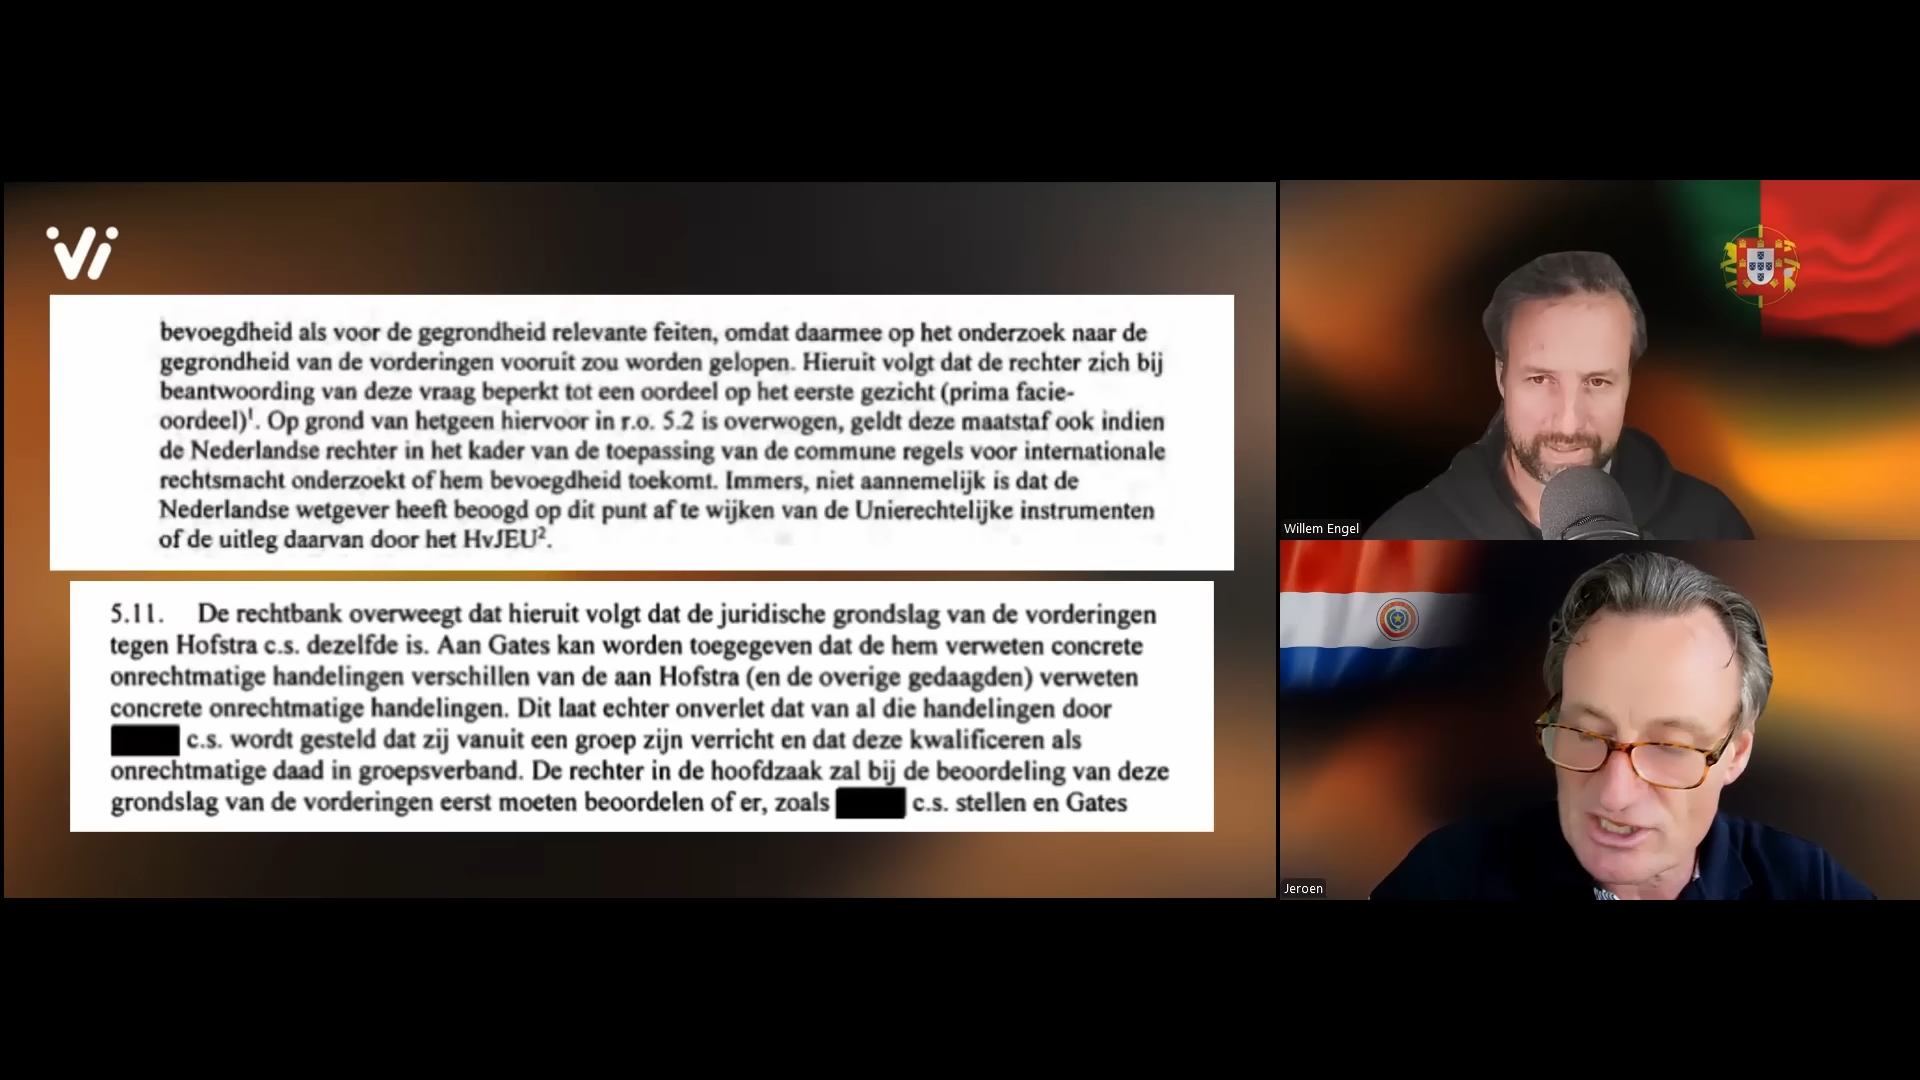 Vi
bevoegdheid als voor de gegrondheid relevante feiten, omdat daarmee op het onderzoek naar de
gegrondheid van de vorderingen vooruit zou worden gelopen. Hieruit volgt dat de rechter zich bij
beantwoording van deze vraag beperkt tot een oordeel op het eerste gezicht (prima facie-
oordeel)¹. Op grond van hetgeen hiervoor in r.o. 5.2 is overwogen, geldt deze maatstaf ook indien
de Nederlandse rechter in het kader van de toepassing van de commune regels voor internationale
rechtsmacht onderzoekt of hem bevoegdheid toekomt. Immers, niet aannemelijk is dat de
Nederlandse wetgever heeft beoogd op dit punt af te wijken van de Unierechtelijke instrumenten
of de uitleg daarvan door het HvJEU².
5.11. De rechtbank overweegt dat hieruit volgt dat de juridische grondslag van de vorderingen
tegen Hofstra c.s. dezelfde is. Aan Gates kan worden toegegeven dat de hem verweten concrete
onrechtmatige handelingen verschillen van de aan Hofstra (en de overige gedaagden) verweten
concrete onrechtmatige handelingen. Dit laat echter onverlet dat van al die handelingen door
c.s. wordt gesteld dat zij vanuit een groep zijn verricht en dat deze kwalificeren als
onrechtmatige daad in groepsverband. De rechter in de hoofdzaak zal bij de beoordeling van deze
grondslag van de vorderingen eerst moeten beoordelen of er, zoals c.s. stellen en Gates
Willem Engel
Jeroen